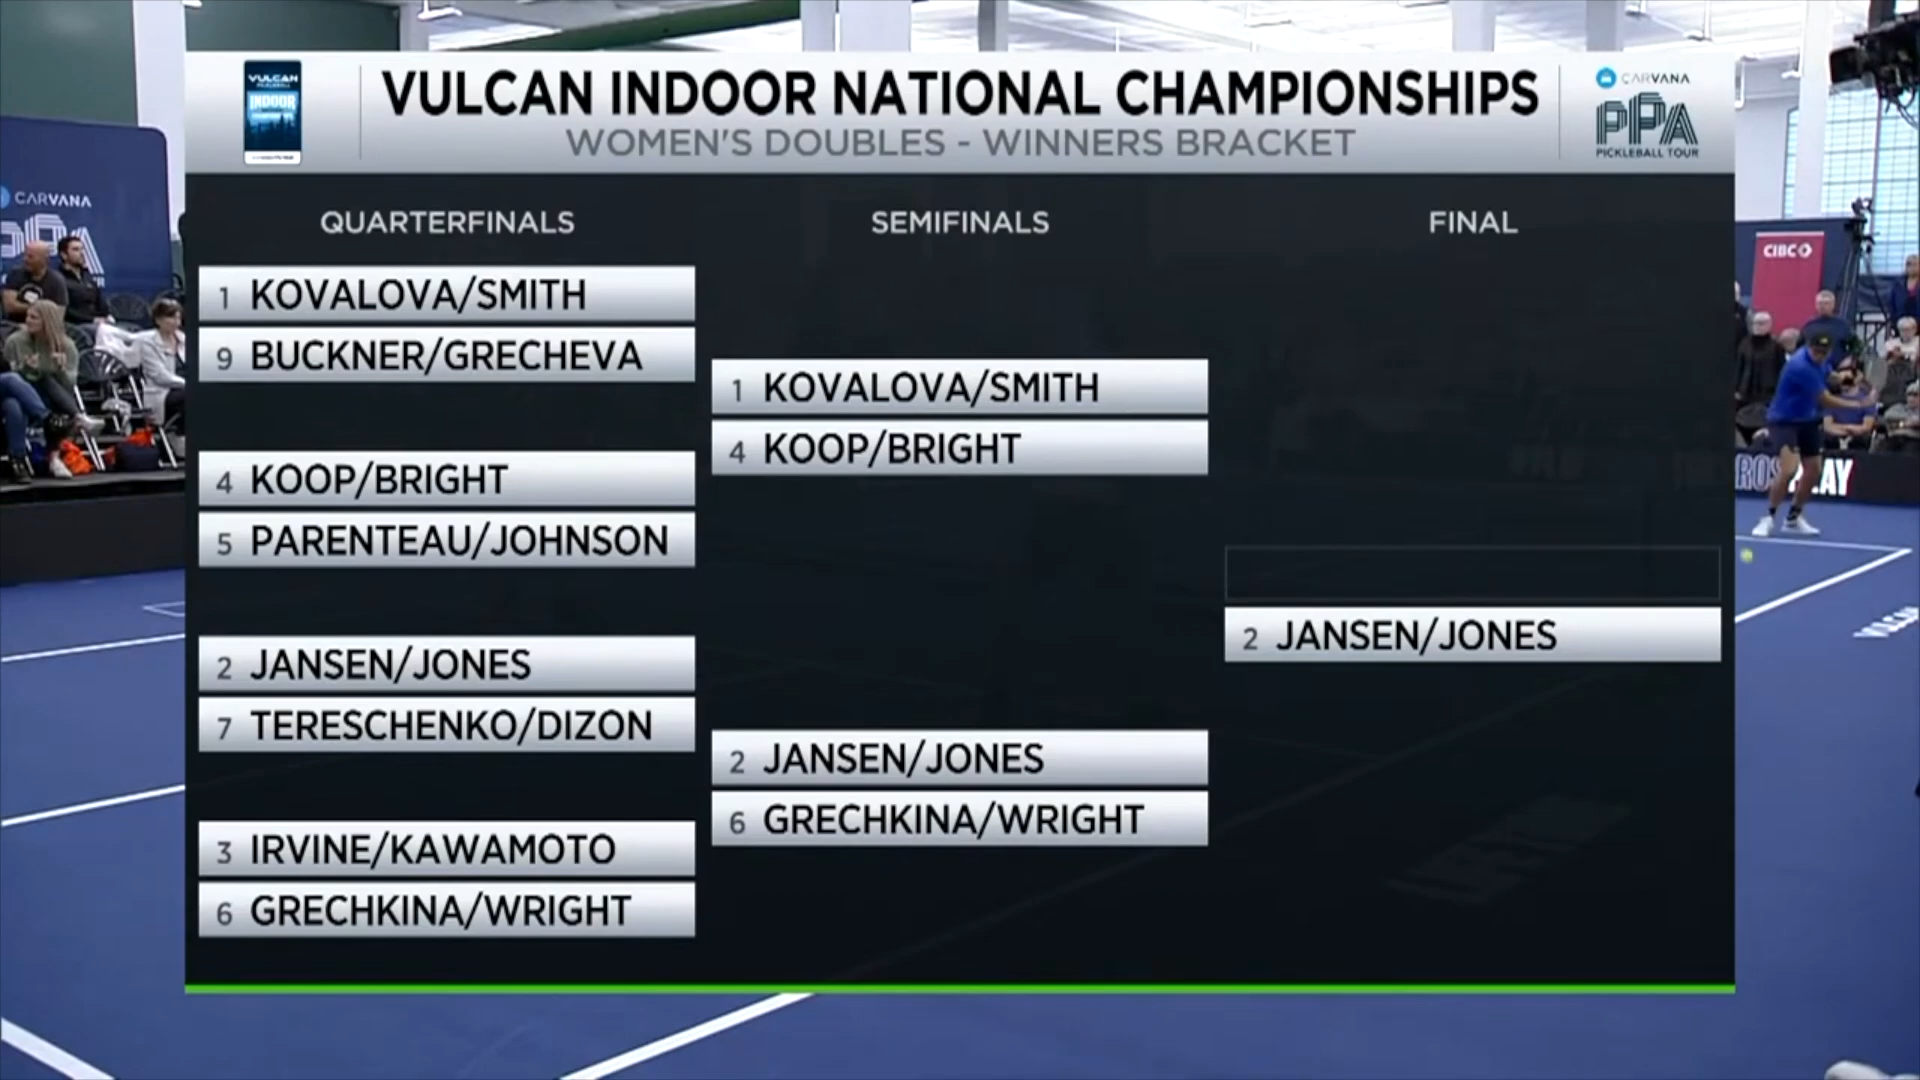 VULCAN INDOOR NATIONAL CHAMPIONSHIPS
WOMEN'S DOUBLES - WINNERS BRACKET
VULCAN
INDOOR
CARVANA
PPA
PICKLEBALL TOUR
QUARTERFINALS
SEMIFINALS
FINAL
1 KOVALOVA/SMITH
9 BUCKNER/GRECHEVA
4 KOOP/BRIGHT
5 PARENTEAU/JOHNSON
2 JANSEN/JONES
7 TERESCHENKO/DIZON
3 IRVINE/KAWAMOTO
6 GRECHKINA/WRIGHT
1 KOVALOVA/SMITH
4 KOOP/BRIGHT
2 JANSEN/JONES
6 GRECHKINA/WRIGHT
2 JANSEN/JONES
CARVANA
CIBC